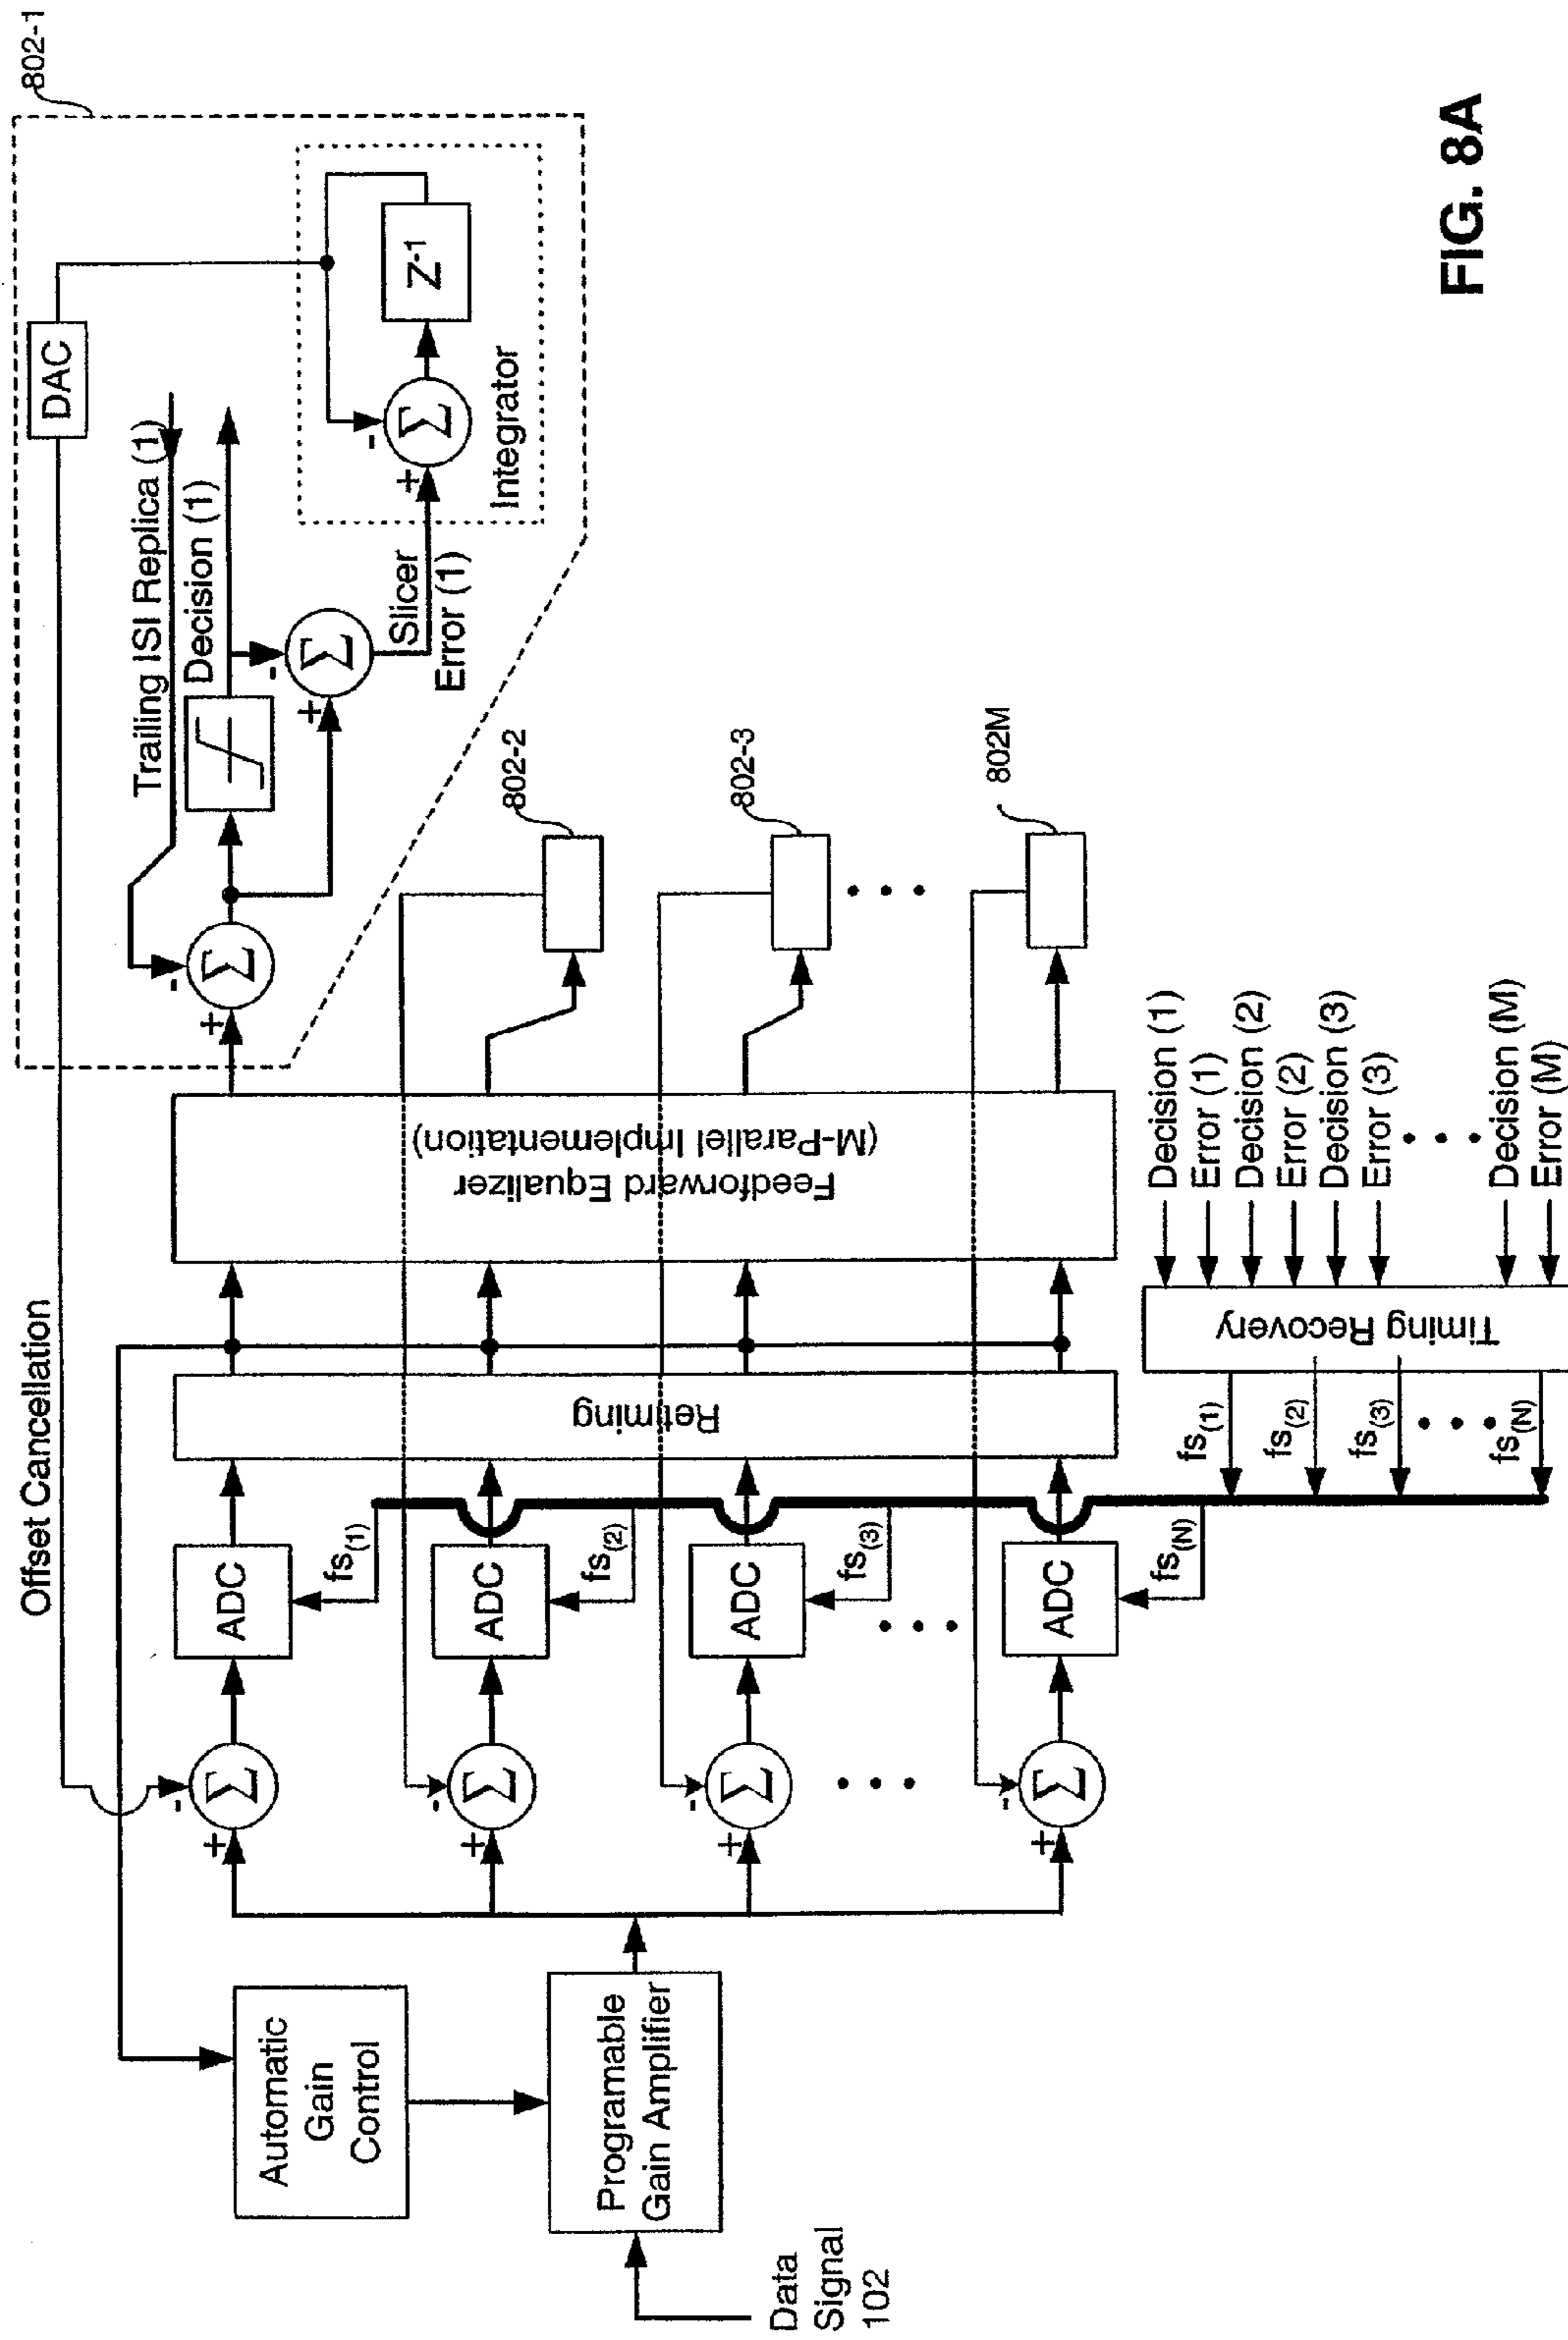 Data
Signal
102
Programable
Gain Amplifier
Automatic
Gain
Control
Offset Cancellation
+
-
Σ
ADC
fs(1)
+
-
Σ
ADC
fs(2)
+
-
Σ
ADC
fs(3)
+
-
Σ
ADC
fs(N)
Retiming
Feedforward Equalizer
(M-Parallel Implementation)
802-1
DAC
+
-
Σ
Trailing ISI Replica (1)
Decision (1)
+
-
Σ
Slicer
Error (1)
+
-
Σ
Z-1
Integrator
802-2
802-3
802M
fs(1)
fs(2)
fs(3)
fs(N)
Timing Recovery
Decision (1)
Error (1)
Decision (2)
Error (2)
Decision (3)
Error (3)
Decision (M)
Error (M)
FIG. 8A